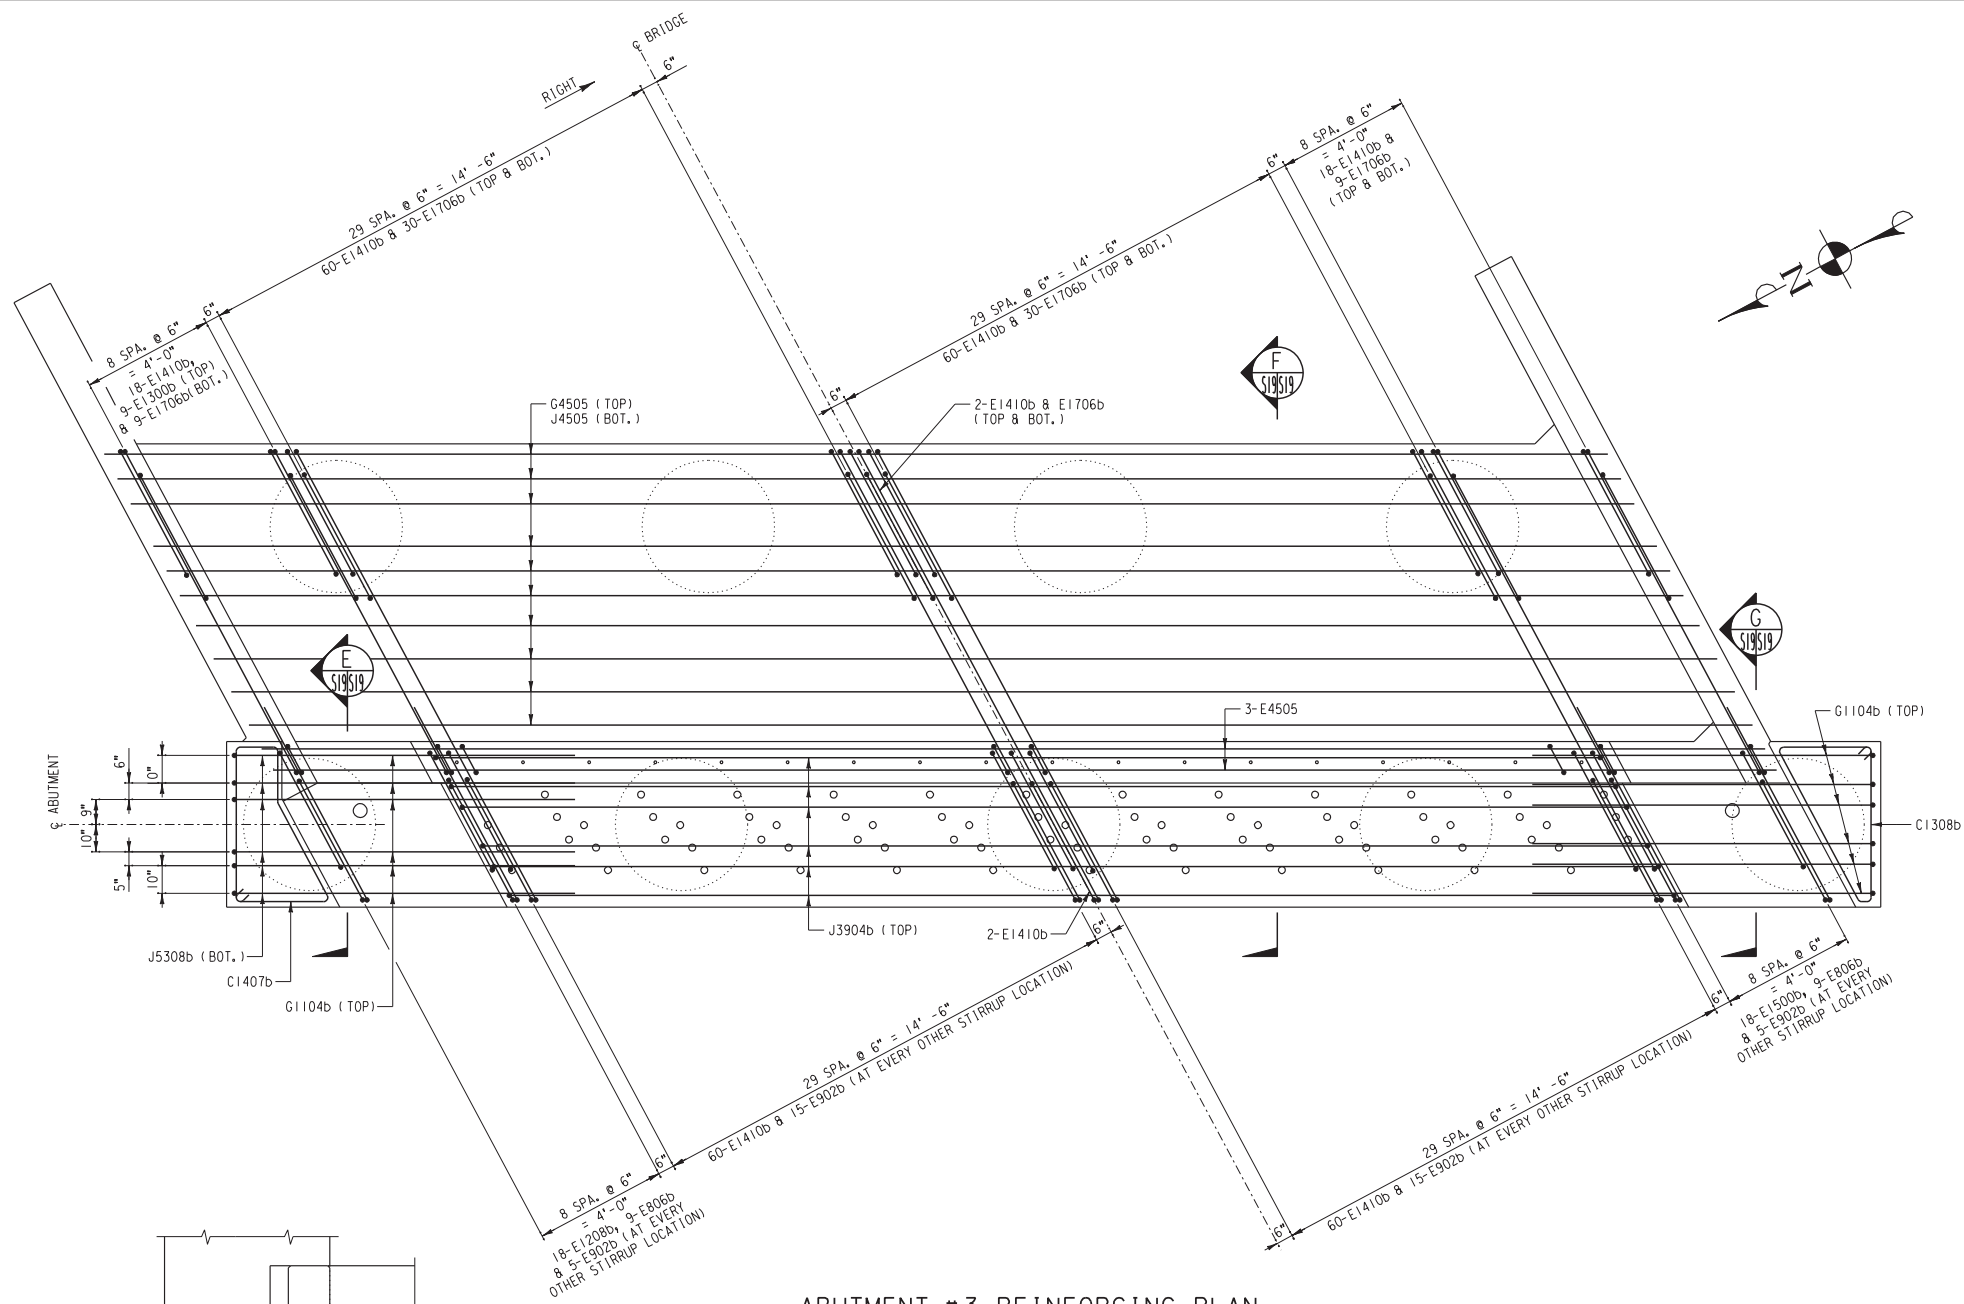 ℄ BRIDGE
6"
RIGHT
29 SPA. @ 6" = 14' -6"
60-E1410b & 30-E1706b (TOP & BOT.)
6"
8 SPA. @ 6"
= 4'-0"
18-E1410b,
9-E1300b (TOP)
& 9-E1706b(BOT.)
6"
8 SPA. @ 6"
= 4'-0"
18-E1410b &
9-E1706b
(TOP & BOT.)
29 SPA. @ 6" = 14' -6"
60-E1410b & 30-E1706b (TOP & BOT.)
6"
N
F
S19 S19
G4505 (TOP)
J4505 (BOT.)
2-E1410b & E1706b
(TOP & BOT.)
E
S19 S19
G
S19 S19
3-E4505
G1104b (TOP)
C1308b
℄ ABUTMENT
6"
10"
9"
10"
5"
10"
J5308b (BOT.)
C1407b
G1104b (TOP)
J3904b (TOP)
2-E1410b
6"
29 SPA. @ 6" = 14' -6"
60-E1410b & 15-E902b (AT EVERY OTHER STIRRUP LOCATION)
6"
8 SPA. @ 6"
= 4'-0"
18-E1208b, 9-E806b
& 5-E902b (AT EVERY
OTHER STIRRUP LOCATION)
6"
8 SPA. @ 6"
= 4'-0"
18-E1500b, 9-E806b
& 5-E902b (AT EVERY
OTHER STIRRUP LOCATION)
29 SPA. @ 6" = 14' -6"
60-E1410b & 15-E902b (AT EVERY OTHER STIRRUP LOCATION)
6"
ABUTMENT #3 REINFORCING PLAN